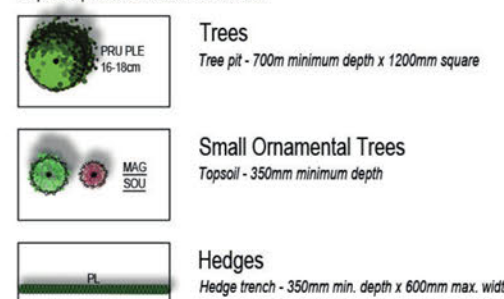 PRU PLE
16-18cm
Trees
Tree pit - 700m minimum depth x 1200mm square
MAG
SOU
Small Ornamental Trees
Topsoil - 350mm minimum depth
PL
Hedges
Hedge trench - 350mm min. depth x 600mm max.